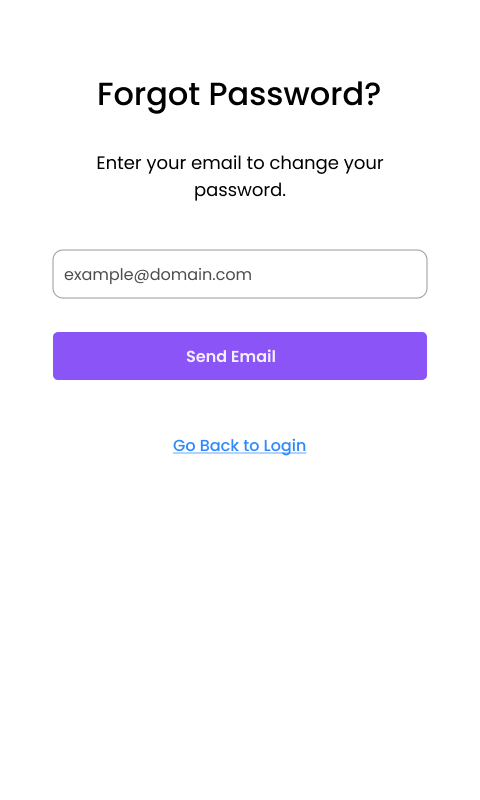 Forgot Password?
Enter your email to change your
password.
example@domain.com
Send Email
Go Back to Login